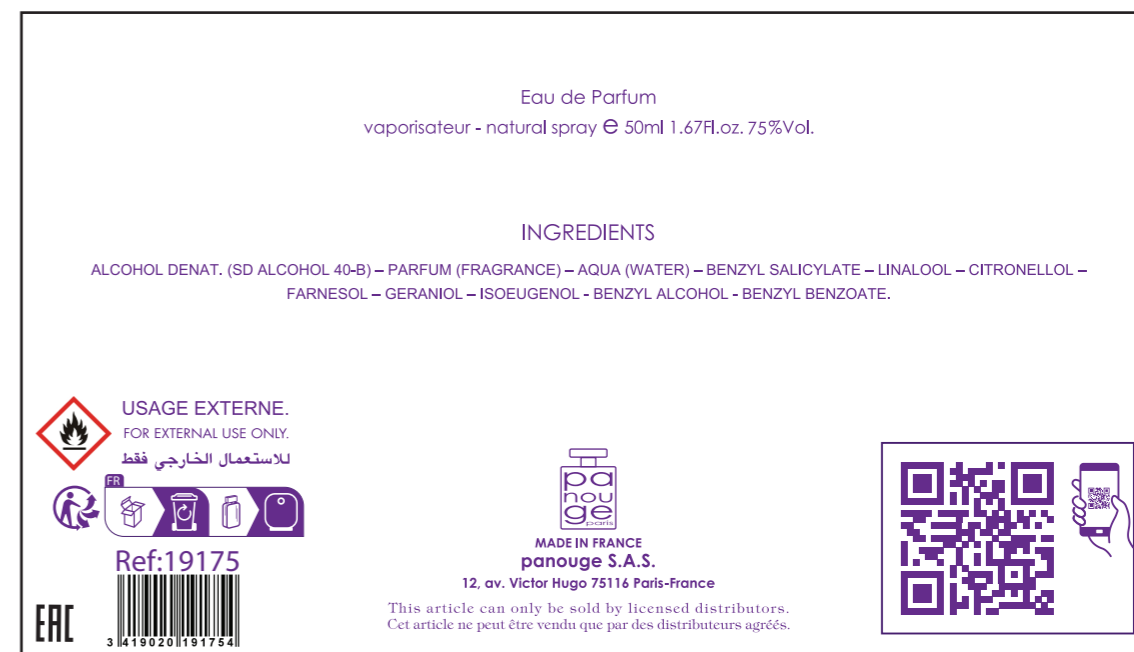 Eau de Parfum
vaporisateur - natural spray ℮ 50ml 1.67Fl.oz. 75%Vol.
INGREDIENTS
ALCOHOL DENAT. (SD ALCOHOL 40-B) – PARFUM (FRAGRANCE) – AQUA (WATER) – BENZYL SALICYLATE – LINALOOL – CITRONELLOL –
FARNESOL – GERANIOL – ISOEUGENOL - BENZYL ALCOHOL - BENZYL BENZOATE.
USAGE EXTERNE.
FOR EXTERNAL USE ONLY.
للاستعمال الخارجي فقط
FR
Ref:19175
EAC
3 419020 191754
pa
nou
ge
paris
MADE IN FRANCE
panouge S.A.S.
12, av. Victor Hugo 75116 Paris-France
This article can only be sold by licensed distributors.
Cet article ne peut être vendu que par des distributeurs agréés.